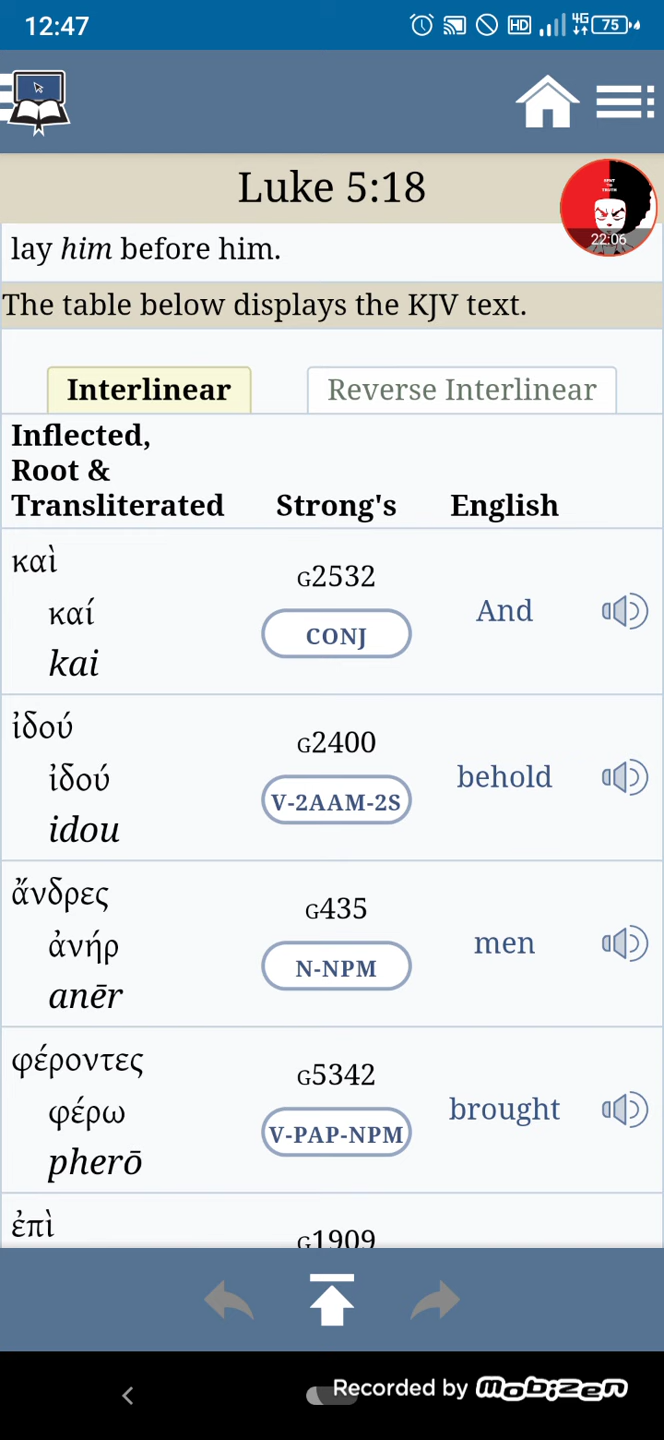 12:47
HD
4G
75
Luke 5:18
22:06
lay him before him.
The table below displays the KJV text.
Interlinear
Reverse Interlinear
Inflected,
Root &
Transliterated
Strong's
English
καὶ
καί
kai
G2532
CONJ
And
ἰδού
ἰδού
idou
G2400
V-2AAM-2S
behold
ἄνδρες
ἀνήρ
anēr
G435
N-NPM
men
φέροντες
φέρω
pherō
G5342
V-PAP-NPM
brought
ἐπὶ
G1909
Recorded by Mobizen